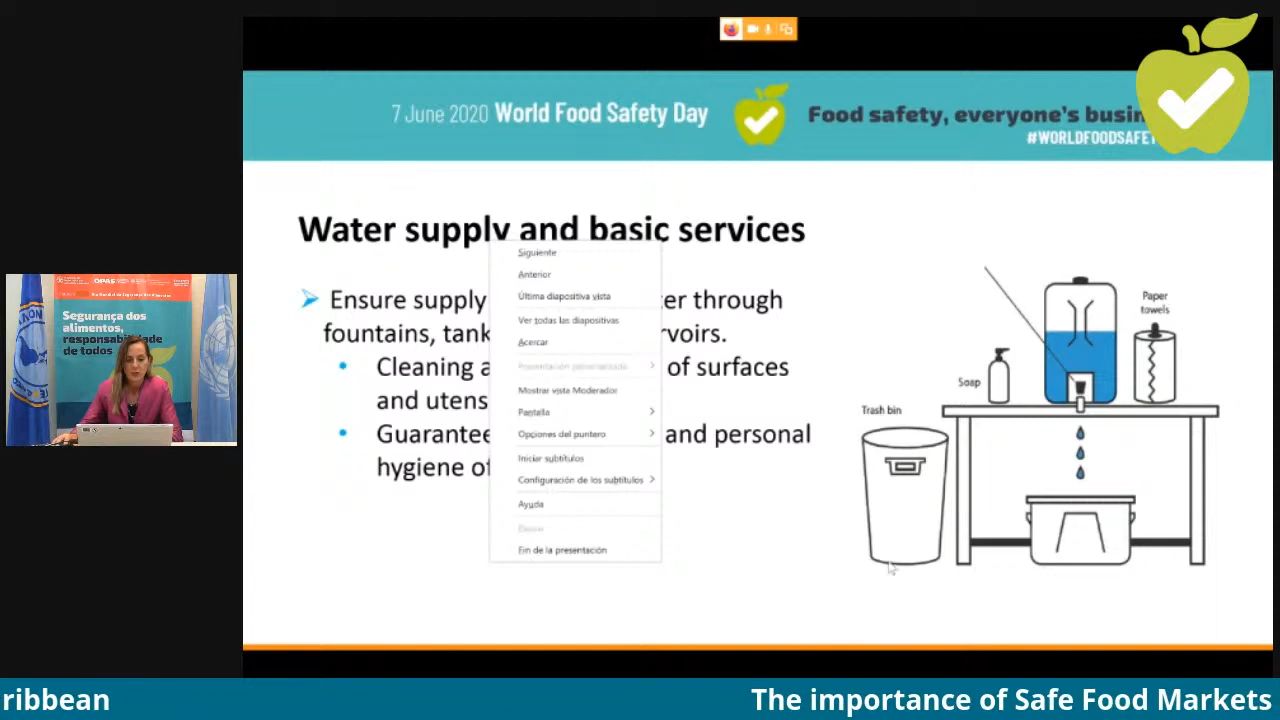 7 June 2020 World Food Safety Day
Food safety, everyone's busin
#WORLDFOODSAFET
Water supply and basic services
Ensure supply
er through
fountains, tank
rvoirs.
Cleaning a
of surfaces
and utens
Guarantee
and personal
hygiene of
Siguiente
Anterior
Última diapositiva vista
Ver todas las diapositivas
Acercar
Presentación personalizada
Mostrar vista Moderador
Pantalla
Opciones del puntero
Iniciar subtítulos
Configuración de los subtítulos
Ayuda
Fin de la presentación
Paper
towels
Soap
Trash bin
OPAS
Segurança dos
alimentos,
responsabilidade
de todos
ribbean
The importance of Safe Food Markets